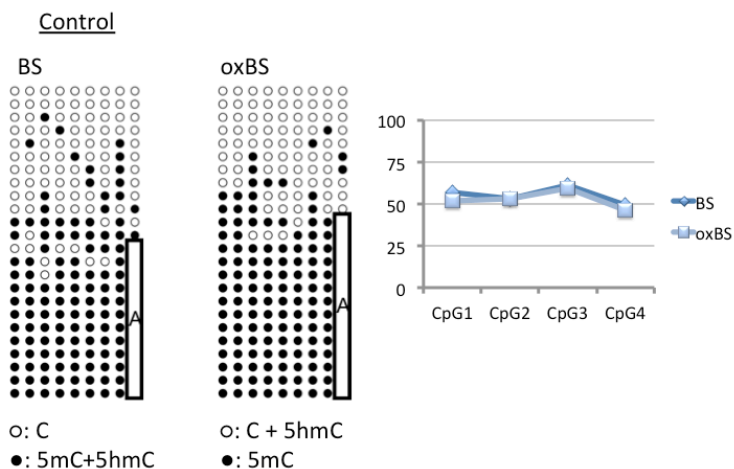 Control
BS
oxBS
A
A
○: C
●: 5mC+5hmC
○: C + 5hmC
●: 5mC
100
75
50
25
0
CpG1 CpG2 CpG3 CpG4
BS
oxBS